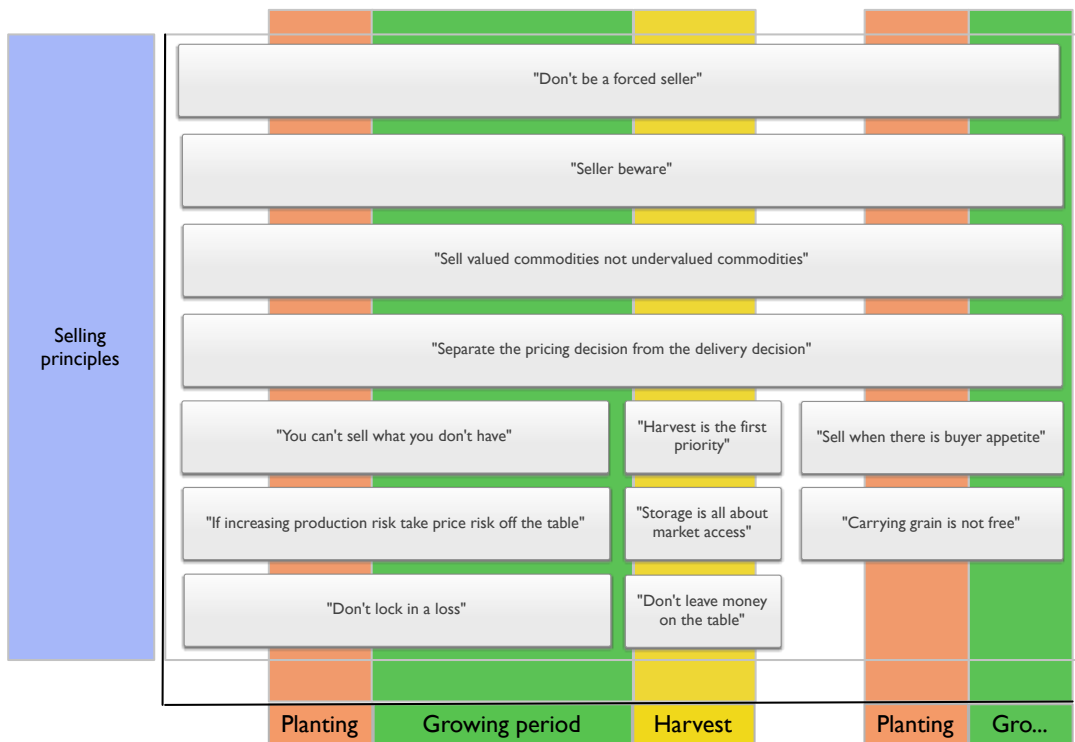 "Don't be a forced seller"
"Seller beware"
"Sell valued commodities not undervalued commodities"
Selling
principles
"Separate the pricing decision from the delivery decision"
"You can't sell what you don't have"
"Harvest is the first
priority"
"Sell when there is buyer appetite"
"If increasing production risk take price risk off the table"
"Storage is all about
market access"
"Carrying grain is not free"
"Don't lock in a loss"
"Don't leave money
on the table"
Planting
Growing period
Harvest
Planting
Gro...